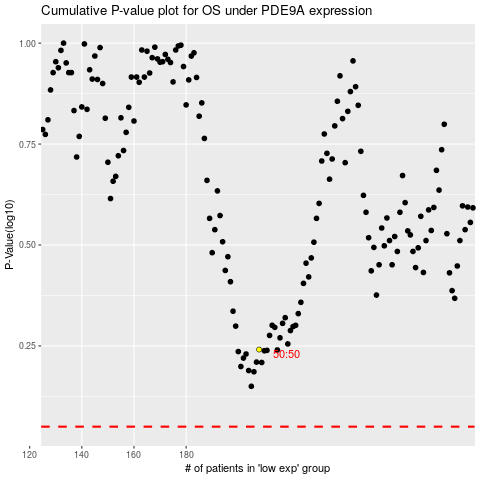 Cumulative P-value plot for OS under PDE9A expression
1.00
0.75
0.50
0.25
P-Value(log10)
50:50
120 140 160 180
# of patients in 'low exp' group